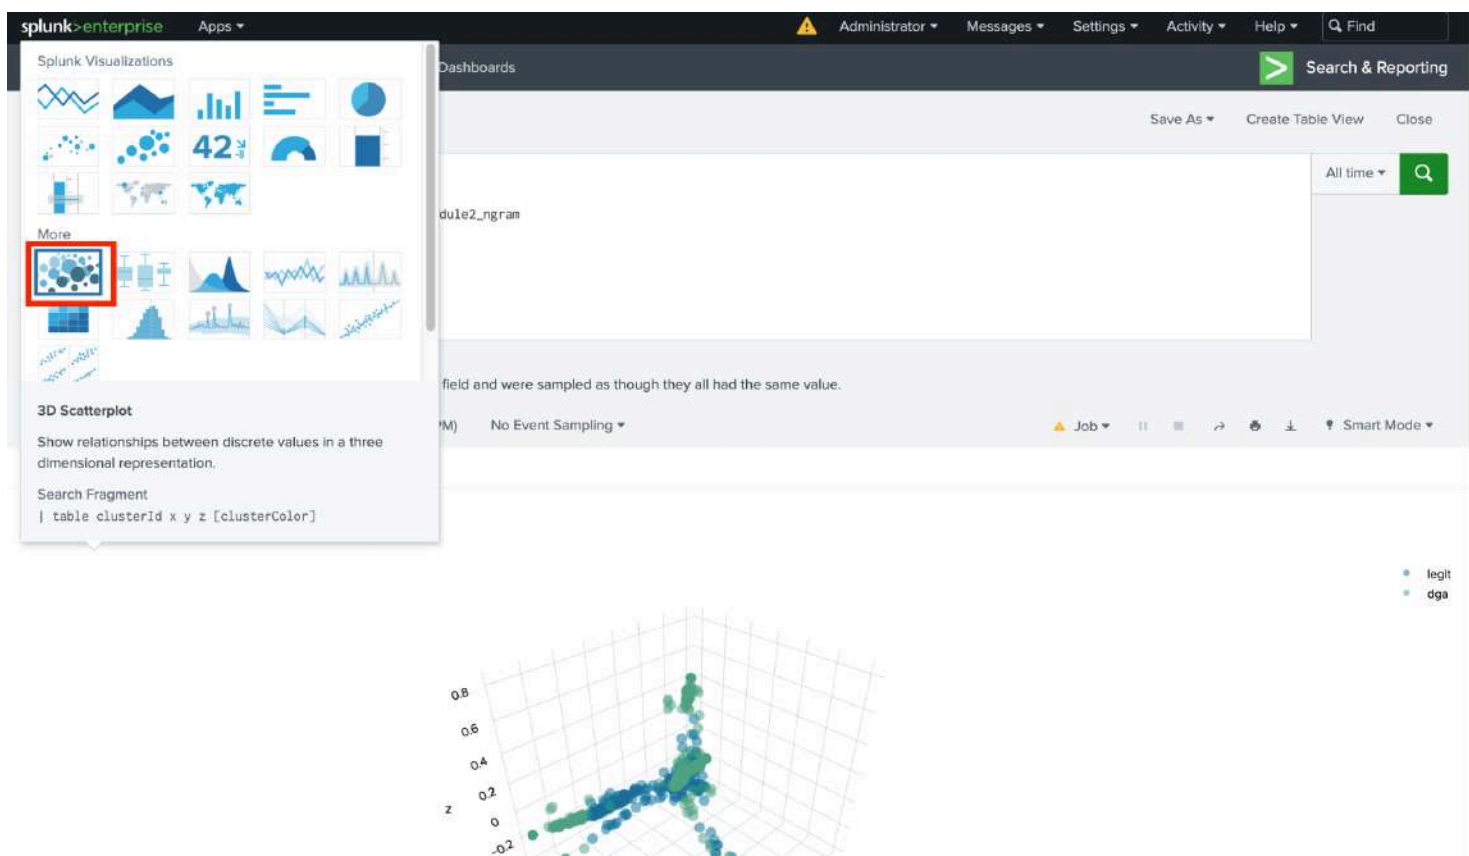 splunk>enterprise Apps Administrator Messages Settings Activity Help Find
Splunk Visualizations
Dashboards Search & Reporting
Save As Create Table View Close
42
All time
dule2_ngram
More
field and were sampled as though they all had the same value.
3D Scatterplot
PM) No Event Sampling Job Smart Mode
Show relationships between discrete values in a three
dimensional representation.
Search Fragment
| table clusterId x y z [clusterColor]
legit
dga
0.8
0.6
0.4
0.2
z
0
-0.2